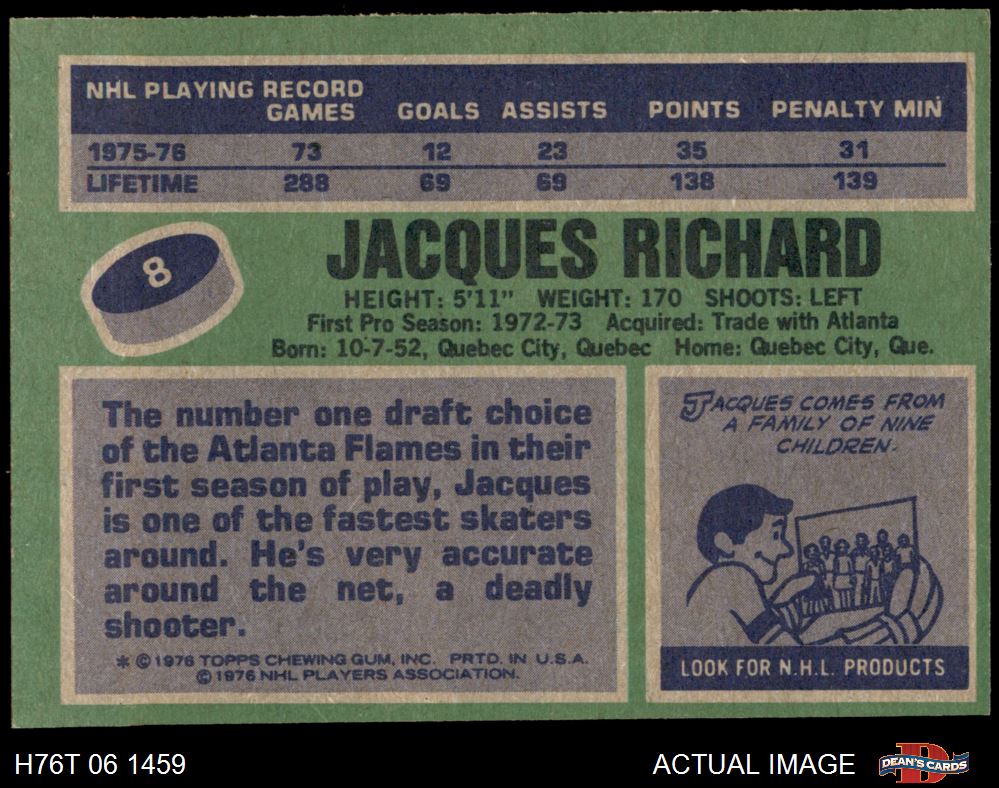 NHL PLAYING RECORD
GAMES GOALS ASSISTS POINTS PENALTY MIN
1975-76 73 12 23 35 31
LIFETIME 288 69 69 138 139
8
JACQUES RICHARD
HEIGHT: 5'11" WEIGHT: 170 SHOOTS: LEFT
First Pro Season: 1972-73 Acquired: Trade with Atlanta
Born: 10-7-52, Quebec City, Quebec Home: Quebec City, Que.
The number one draft choice
of the Atlanta Flames in their
first season of play, Jacques
is one of the fastest skaters
around. He's very accurate
around the net, a deadly
shooter.
* © 1976 TOPPS CHEWING GUM, INC. PRTD. IN U.S.A.
© 1976 NHL PLAYERS ASSOCIATION.
JACQUES COMES FROM
A FAMILY OF NINE
CHILDREN.
LOOK FOR N.H.L. PRODUCTS
H76T 06 1459
ACTUAL IMAGE
D
DEAN'S CARDS